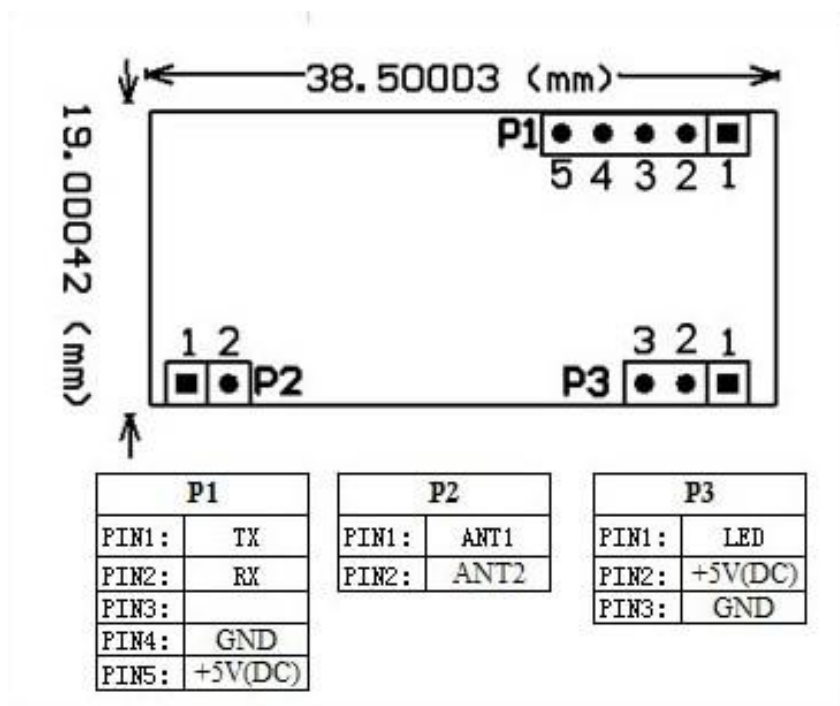 38.500D3 (mm)
19.00042 (mm)
P1
5 4 3 2 1
1 2
P2
3 2 1
P3
P1
PIN1: TX
PIN2: RX
PIN3:
PIN4: GND
PIN5: +5V(DC)
P2
PIN1: ANT1
PIN2: ANT2
P3
PIN1: LED
PIN2: +5V(DC)
PIN3: GND